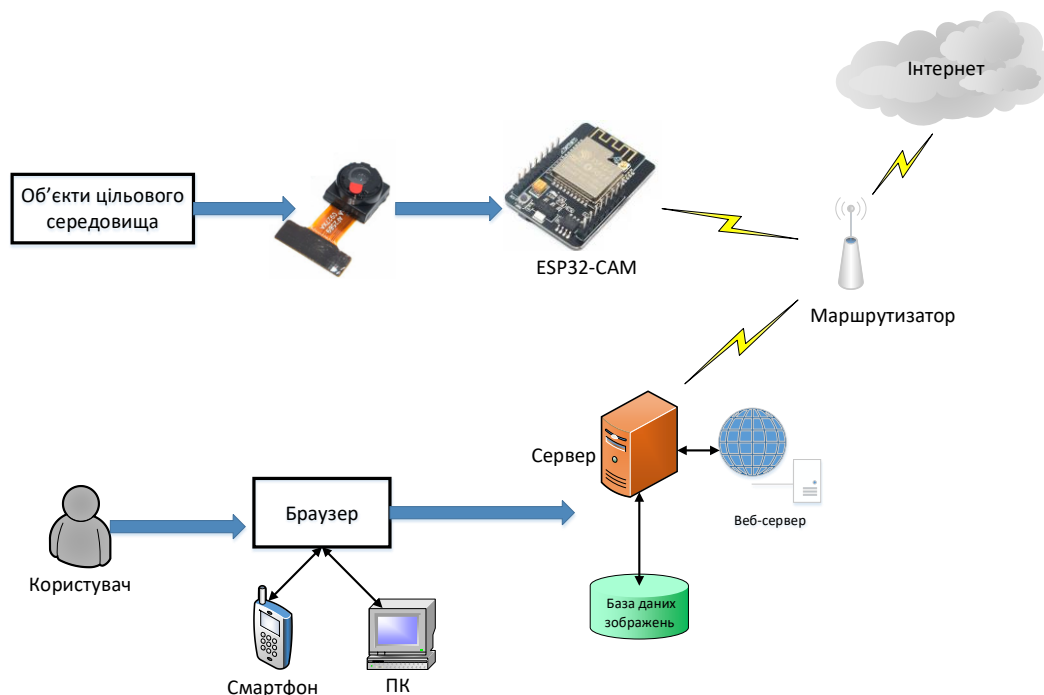 Інтернет
Об’єкти цільового
середовища
ESP32-CAM
Маршрутизатор
Сервер
Веб-сервер
Браузер
Користувач
База даних
зображень
Смартфон
ПК